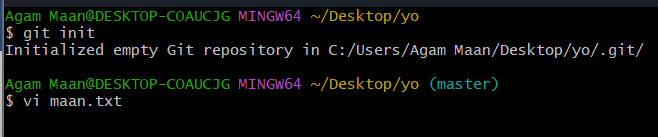 Agam Maan@DESKTOP-COAUCJG MINGW64 ~/Desktop/yo
$ git init
Initialized empty Git repository in C:/Users/Agam Maan/Desktop/yo/.git/
Agam Maan@DESKTOP-COAUCJG MINGW64 ~/Desktop/yo (master)
$ vi maan.txt